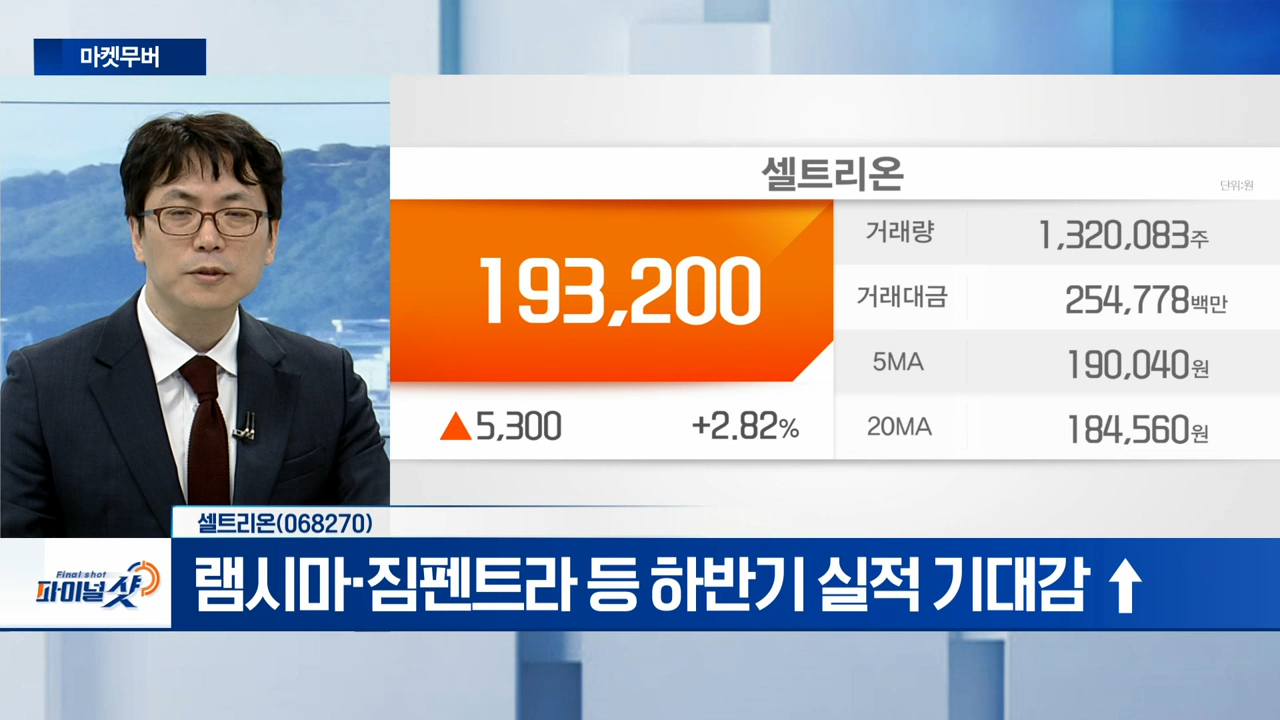 마켓무버
셀트리온
단위:원
193,200
▲5,300 +2.82%
거래량 1,320,083주
거래대금 254,778백만
5MA 190,040원
20MA 184,560원
셀트리온(068270)
Final shot
파이널샷
램시마·짐펜트라 등 하반기 실적 기대감↑